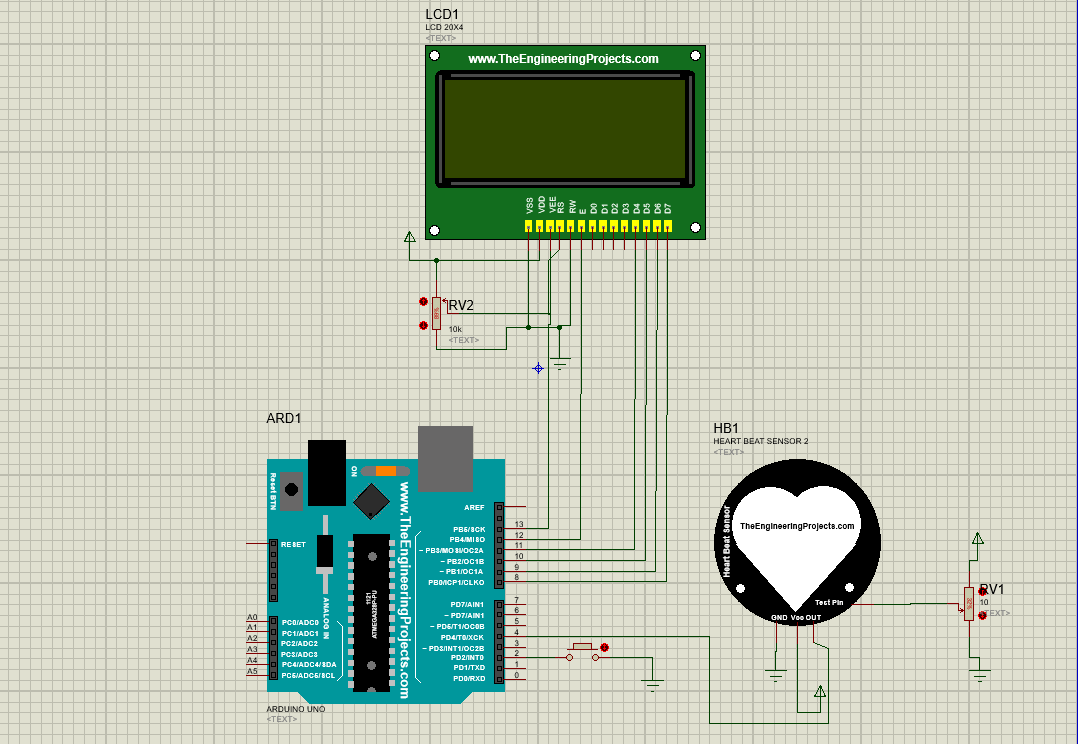 LCD1
LCD 20X4
<TEXT>
www.TheEngineeringProjects.com
VSS VDD VEE RS RW E D0 D1 D2 D3 D4 D5 D6 D7
RV2
10k
<TEXT>
ARD1
Reset BTN
ON
www.TheEngineeringProjects.com
RESET
ANALOG IN
ATMEGA328P-PU
1121
AREF
PB5/SCK 13
PB4/MISO 12
~ PB3/MOSI/OC2A 11
~ PB2/OC1B 10
~ PB1/OC1A 9
PB0/ICP1/CLKO 8
PD7/AIN1 7
~ PD6/AIN0 6
~ PD5/T1/OC0B 5
PD4/T0/XCK 4
~ PD3/INT1/OC2B 3
PD2/INT0 2
PD1/TXD 1
PD0/RXD 0
A0 PC0/ADC0
A1 PC1/ADC1
A2 PC2/ADC2
A3 PC3/ADC3
A4 PC4/ADC4/SDA
A5 PC5/ADC5/SCL
ARDUINO UNO
<TEXT>
HB1
HEART BEAT SENSOR 2
<TEXT>
Heart Beat Sensor
TheEngineeringProjects.com
Test Pin
GND Vcc OUT
RV1
10
<TEXT>